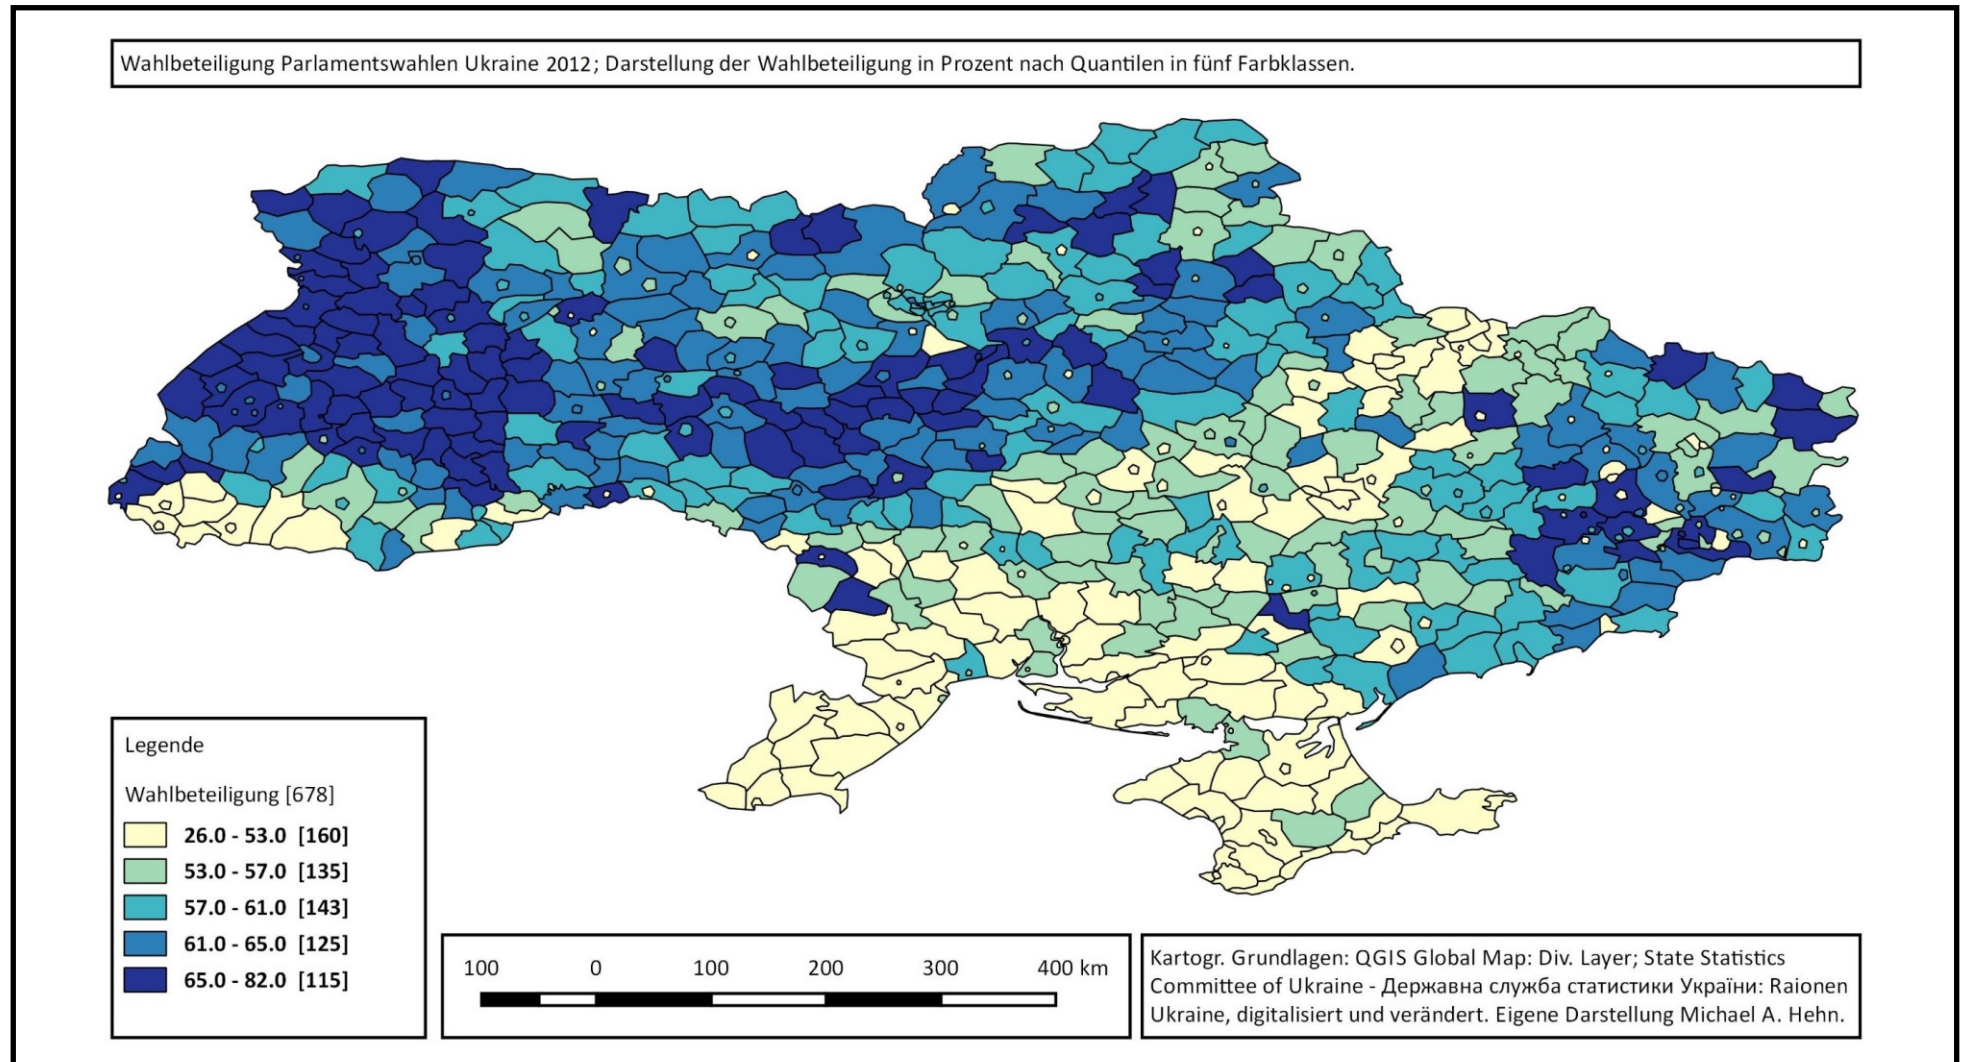 Wahlbeteiligung Parlamentswahlen Ukraine 2012; Darstellung der Wahlbeteiligung in Prozent nach Quantilen in fünf Farbklassen.
Legende
Wahlbeteiligung [678]
26.0 - 53.0 [160]
53.0 - 57.0 [135]
57.0 - 61.0 [143]
61.0 - 65.0 [125]
65.0 - 82.0 [115]
100 0 100 200 300 400 km
Kartogr. Grundlagen: QGIS Global Map: Div. Layer; State Statistics
Committee of Ukraine - Державна служба статистики України: Raionen
Ukraine, digitalisiert und verändert. Eigene Darstellung Michael A. Hehn.